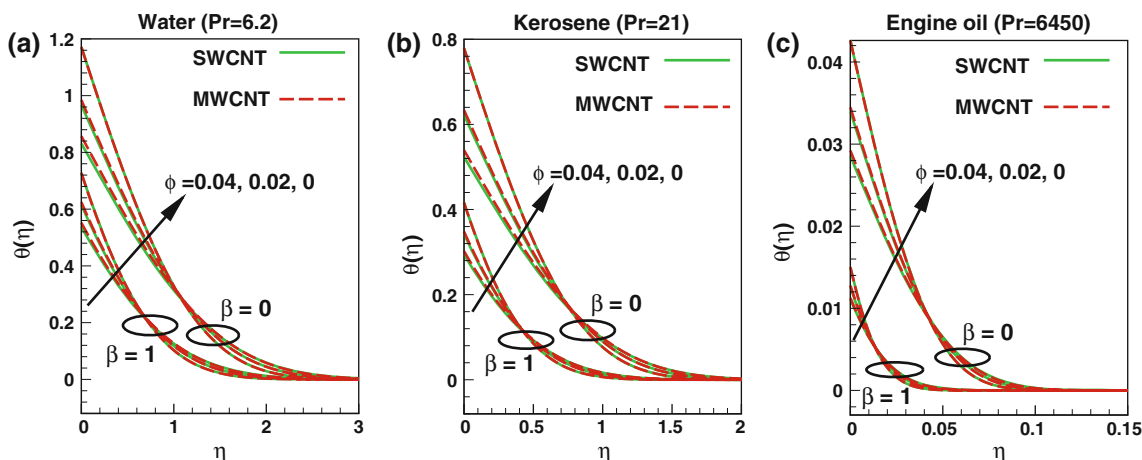 (a) Water (Pr=6.2)
1.2
1
0.8
0.6
0.4
0.2
0
θ(η)
SWCNT
MWCNT
ϕ =0.04, 0.02, 0
β = 0
β = 1
0 1 2 3
η
(b) Kerosene (Pr=21)
0.8
0.6
0.4
0.2
0
θ(η)
SWCNT
MWCNT
ϕ =0.04, 0.02, 0
β = 0
β = 1
0 0.5 1 1.5 2
η
(c) Engine oil (Pr=6450)
0.04
0.03
0.02
0.01
0
θ(η)
SWCNT
MWCNT
ϕ =0.04, 0.02, 0
β = 0
β = 1
0 0.05 0.1 0.15
η